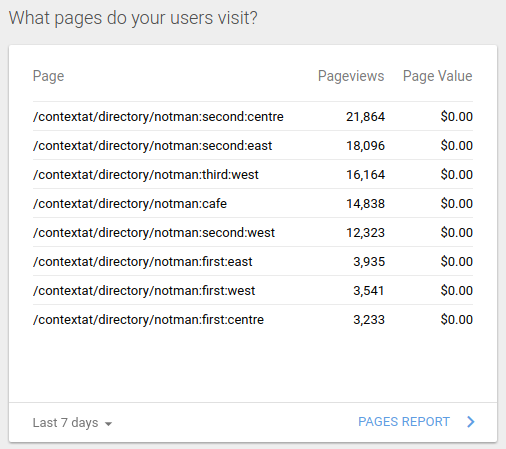 What pages do your users visit?
Page Pageviews Page Value
/contextat/directory/notman:second:centre 21,864 $0.00
/contextat/directory/notman:second:east 18,096 $0.00
/contextat/directory/notman:third:west 16,164 $0.00
/contextat/directory/notman:cafe 14,838 $0.00
/contextat/directory/notman:second:west 12,323 $0.00
/contextat/directory/notman:first:east 3,935 $0.00
/contextat/directory/notman:first:west 3,541 $0.00
/contextat/directory/notman:first:centre 3,233 $0.00
Last 7 days PAGES REPORT